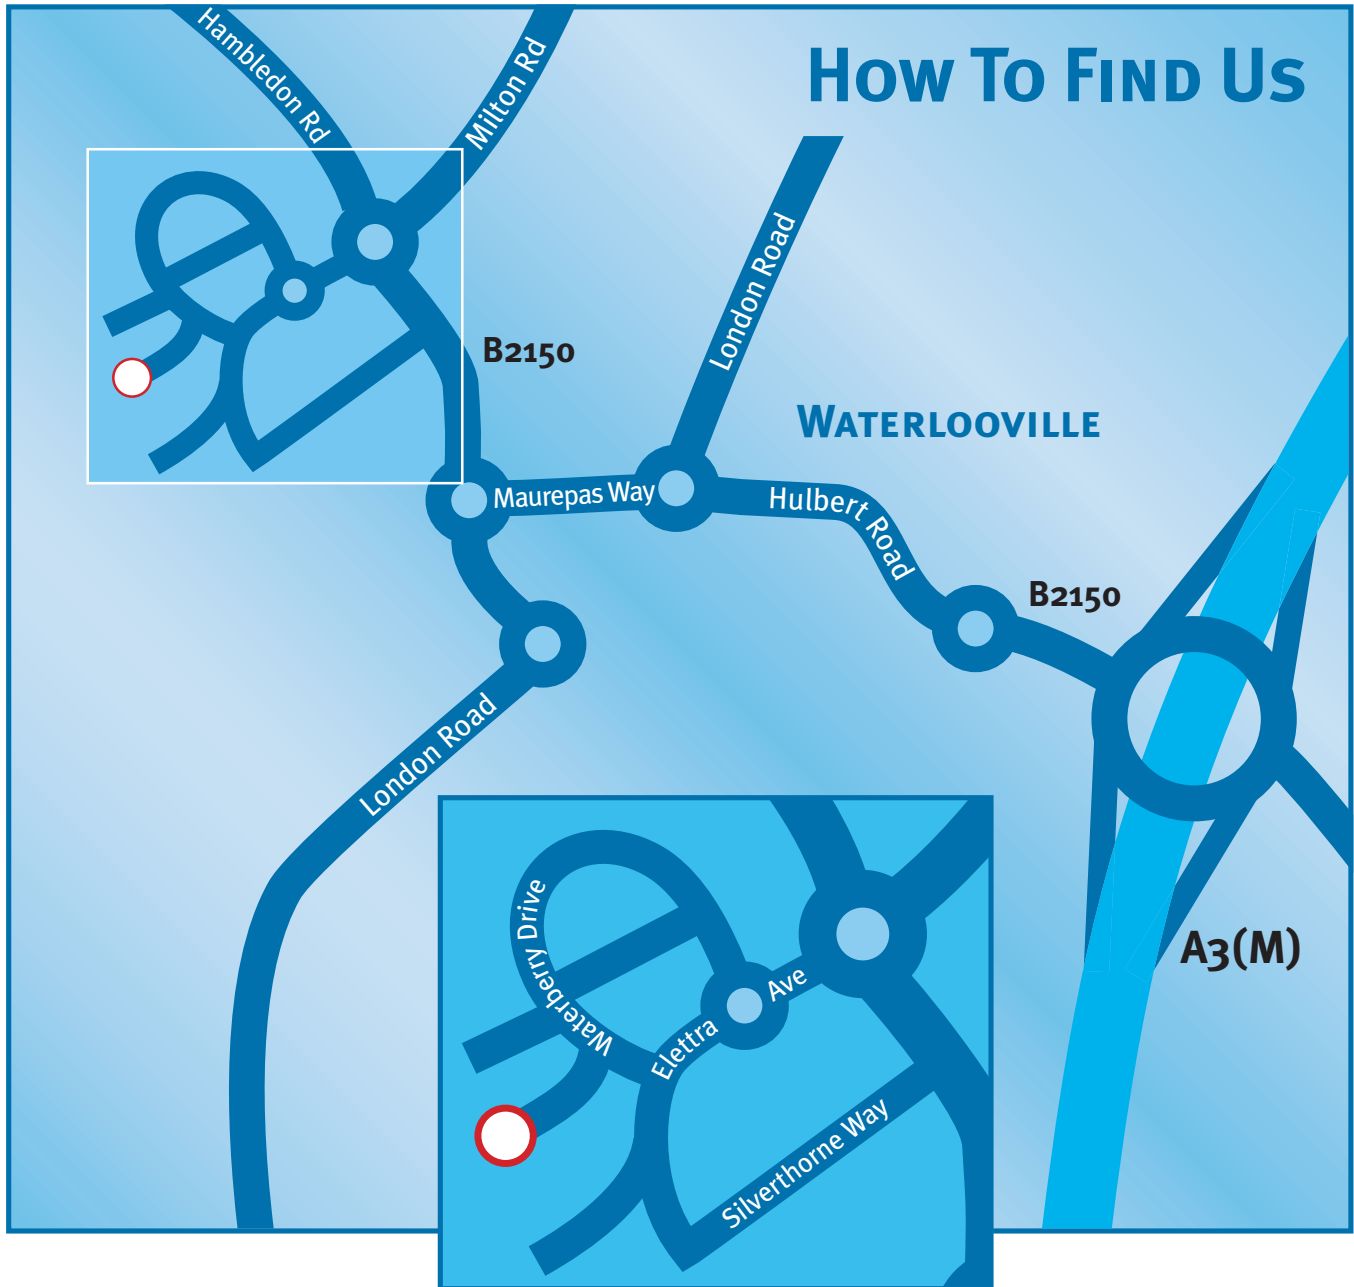 How To Find Us
Hambledon Rd
Milton Rd
London Road
B2150
Waterlooville
Maurepas Way
Hulbert Road
B2150
London Road
A3(M)
Waterberry Drive
Elettra Ave
Silverthorne Way